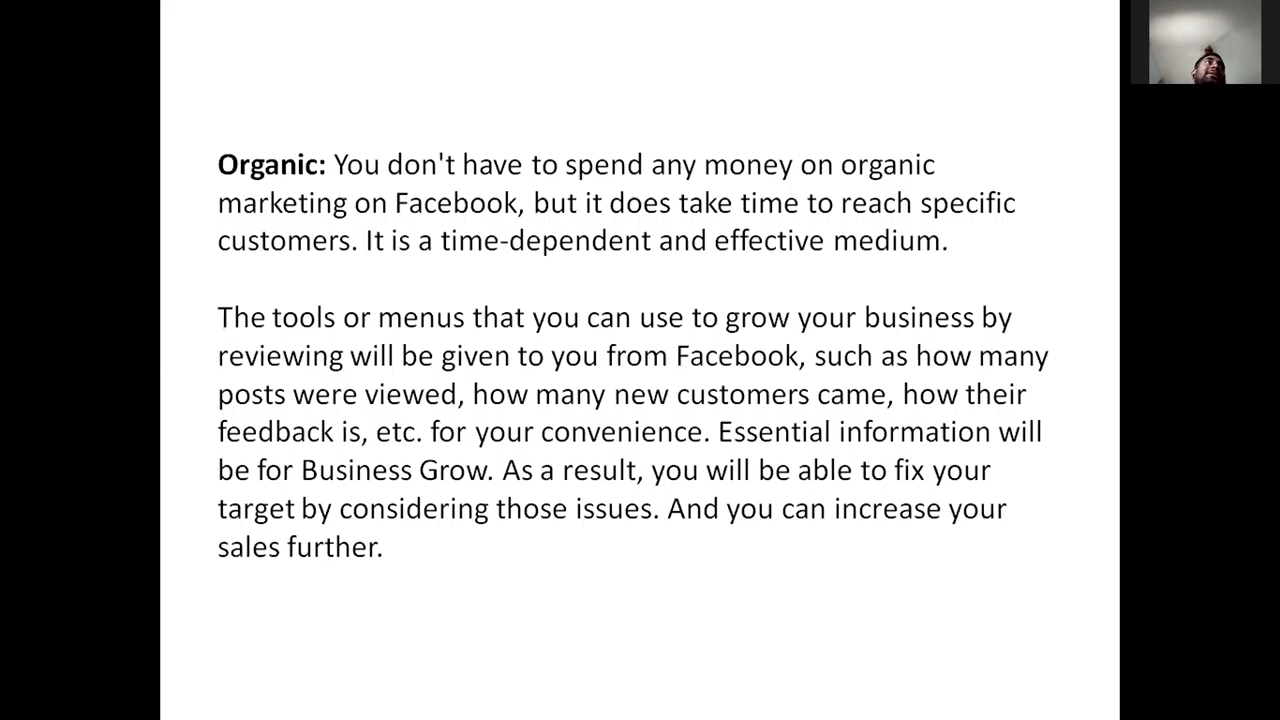 Organic: You don't have to spend any money on organic
marketing on Facebook, but it does take time to reach specific
customers. It is a time-dependent and effective medium.
The tools or menus that you can use to grow your business by
reviewing will be given to you from Facebook, such as how many
posts were viewed, how many new customers came, how their
feedback is, etc. for your convenience. Essential information will
be for Business Grow. As a result, you will be able to fix your
target by considering those issues. And you can increase your
sales further.